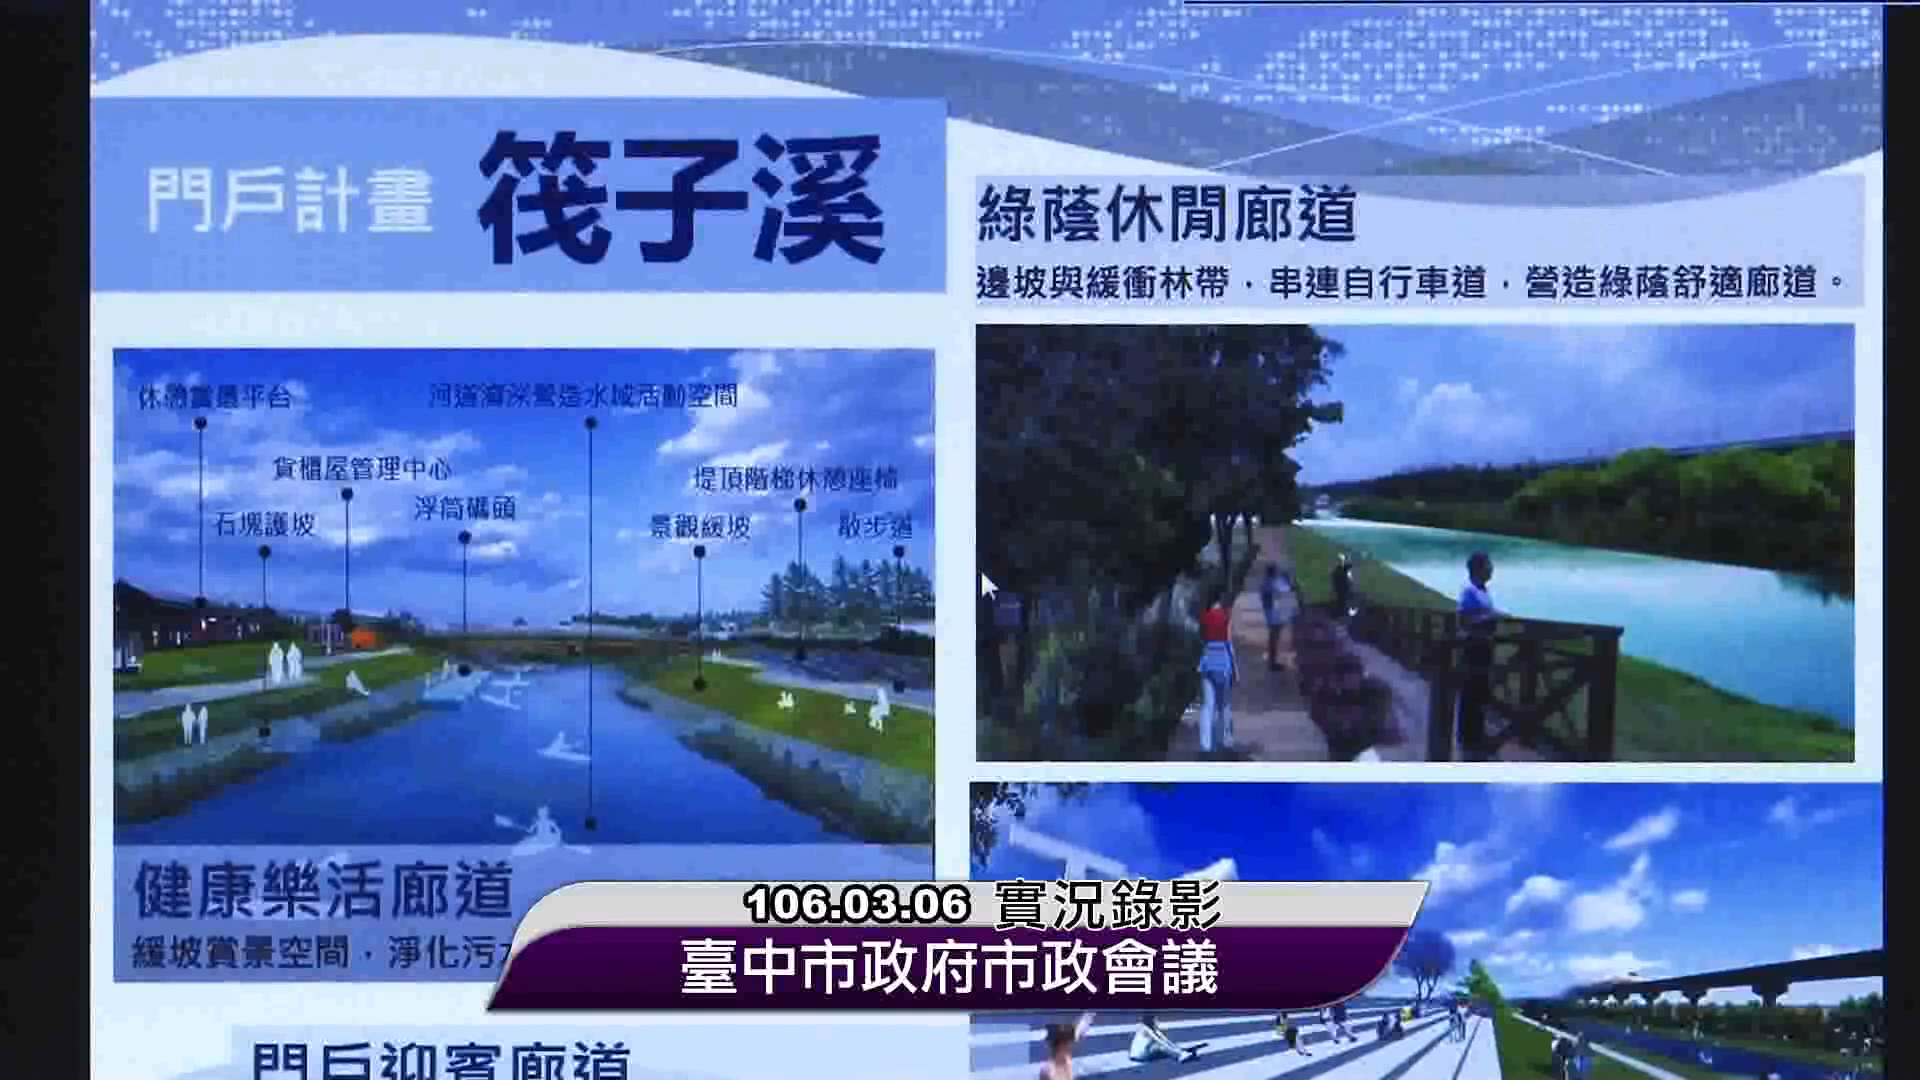 門戶計畫 筏子溪
綠蔭休閒廊道
邊坡與緩衝林帶，串連自行車道，營造綠蔭舒適廊道。
休憩賞景平台
河道濬深營造水域活動空間
貨櫃屋管理中心
堤頂階梯休憩座椅
浮筒碼頭
石塊護坡
景觀緩坡
散步道
健康樂活廊道
緩坡賞景空間，淨化污
106.03.06 實況錄影
臺中市政府市政會議
門戶迎賓廊道